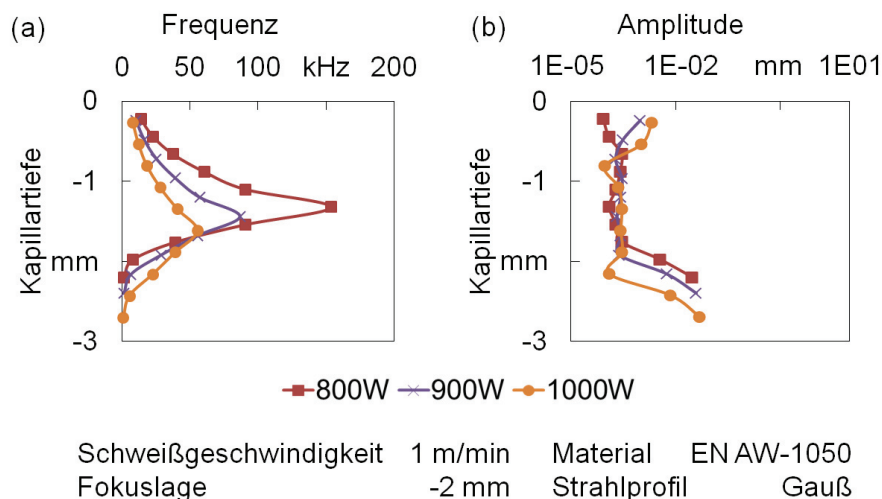 (a) Frequenz
0 50 100 kHz 200
0
-1
mm
-3
Kapillartiefe
(b) Amplitude
1E-05 1E-02 mm 1E01
0
-1
mm
-3
Kapillartiefe
800W 900W 1000W
Schweißgeschwindigkeit 1 m/min Material EN AW-1050
Fokuslage -2 mm Strahlprofil Gauß